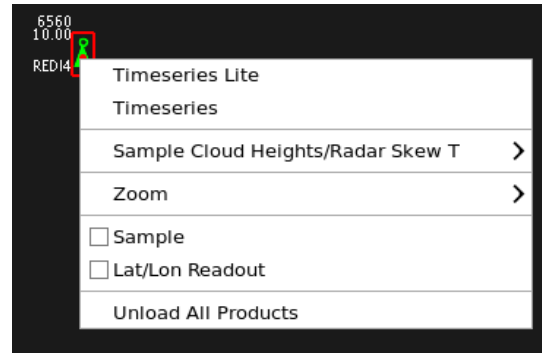 6560
10.00
REDI4
Timeseries Lite
Timeseries
Sample Cloud Heights/Radar Skew T
Zoom
Sample
Lat/Lon Readout
Unload All Products